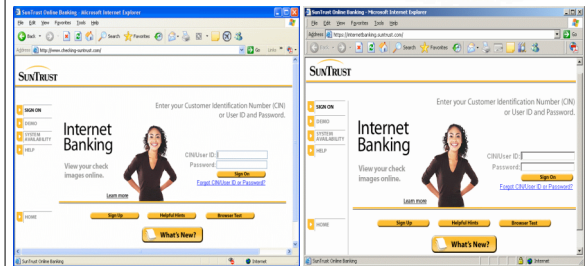 SunTrust Online Banking - Microsoft Internet Explorer
File Edit View Favorites Tools Help
Back Search Favorites
Address http://www.checking-suntrust.com/ Go Links
SUNTRUST
SIGN ON
DEMO
SYSTEM
AVAILABILITY
HELP
HOME
Enter your Customer Identification Number (CIN)
or User ID and Password.
Internet
Banking
View your check
images online.
Learn more
CIN/User ID:
Password:
Sign On
Forgot CIN/User ID or Password?
Sign Up Helpful Hints Browser Test
What's New?
SunTrust Online Banking Internet
SunTrust Online Banking - Microsoft Internet Explorer
File Edit View Favorites Tools Help
Address https://internetbanking.suntrust.com/ Go
Back Search Favorites
SUNTRUST
SIGN ON
DEMO
SYSTEM
AVAILABILITY
HELP
HOME
Enter your Customer Identification Number (CIN)
or User ID and Password.
Internet
Banking
View your check
images online.
Learn more
CIN/User ID:
Password:
Sign On
Forgot CIN/User ID or Password?
Sign Up Helpful Hints Browser Test
What's New?
SunTrust Online Banking Internet